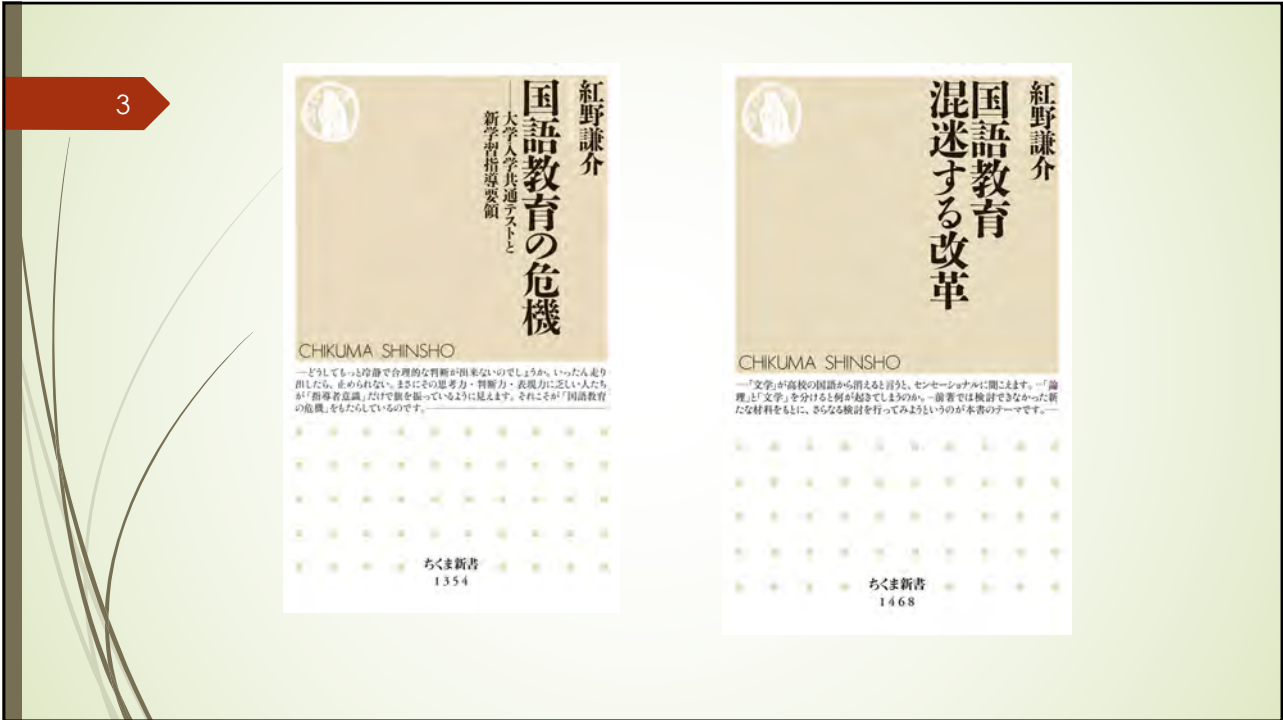 3
紅野謙介
国語教育の危機
──大学入学共通テストと
新学習指導要領
CHIKUMA SHINSHO
―どうしてもっと冷静で合理的な判断が出来ないのでしょうか。いったん走り
出したら、止められない。まさにその思考力・判断力・表現力に乏しい人たち
が「指導者意識」だけで旗を振っているように見えます。それこそが「国語教育
の危機」をもたらしているのです。―
ちくま新書
1354
紅野謙介
国語教育
混迷する改革
CHIKUMA SHINSHO
―「文学」が高校の国語から消えると言うと、センセーショナルに聞こえます。―「論
理」と「文学」を分けると何が起きてしまうのか。―前著では検討できなかった新
たな材料をもとに、さらなる検討を行ってみようというのが本書のテーマです。―
ちくま新書
1468